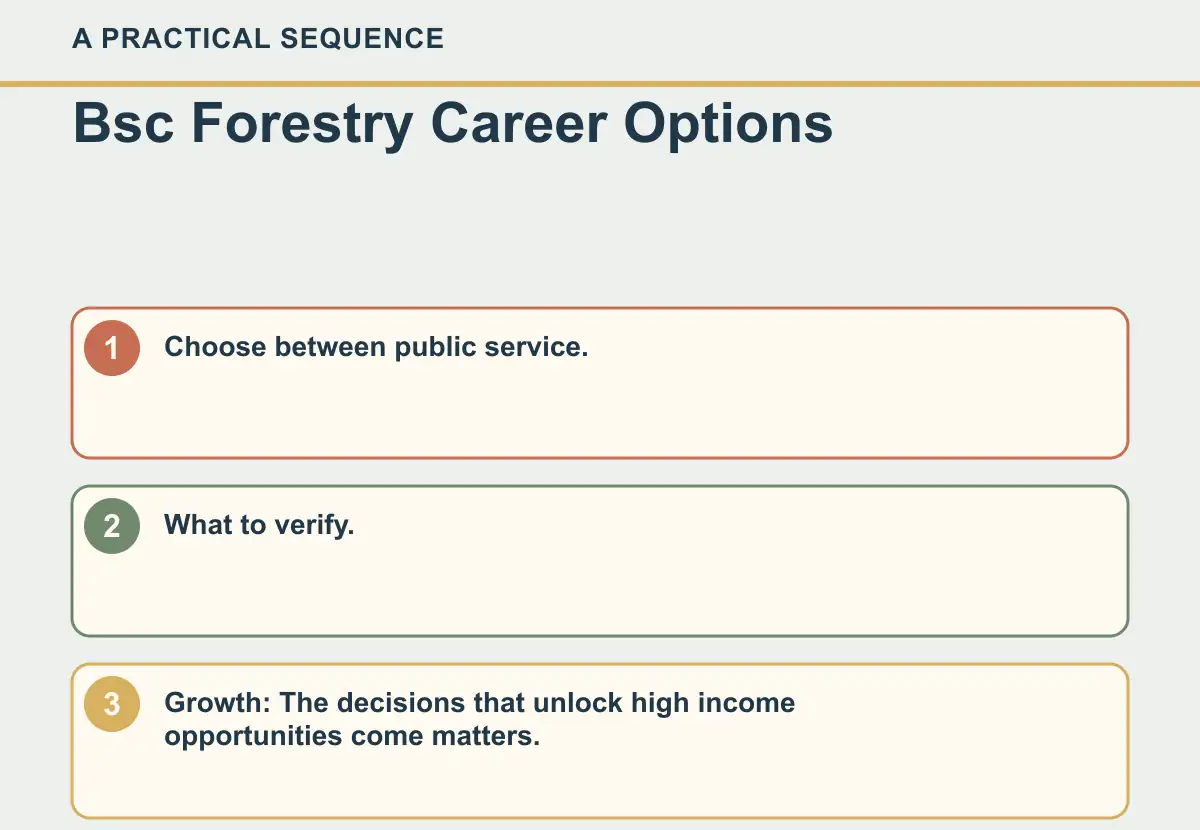 A PRACTICAL SEQUENCE
Bsc Forestry Career Options
1
Choose between public service.
2
What to verify.
3
Growth: The decisions that unlock high income
opportunities come matters.